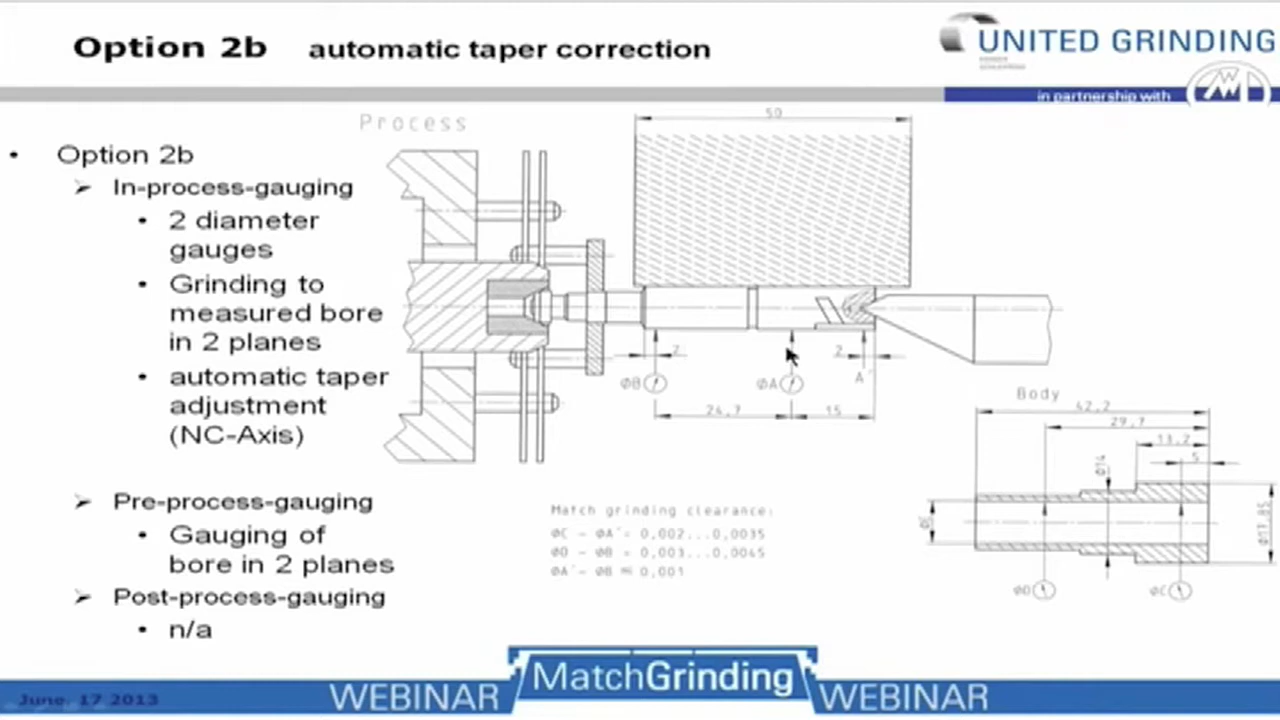 Option 2b automatic taper correction
UNITED GRINDING
in partnership with
• Option 2b
➢ In-process-gauging
• 2 diameter
gauges
• Grinding to
measured bore
in 2 planes
• automatic taper
adjustment
(NC-Axis)
➢ Pre-process-gauging
• Gauging of
bore in 2 planes
➢ Post-process-gauging
• n/a
Process
50
2
2
ØB
ØA
A'
24,7
15
Body
42,2
29,7
13,2
5
Ø14
Ø17,85
ØD
ØC
Match grinding clearance:
ØC - ØA'= 0,002...0,0035
ØD - ØB = 0,003...0,0045
ØA'- ØB ≈ 0,001
June, 17 2013
WEBINAR MatchGrinding WEBINAR